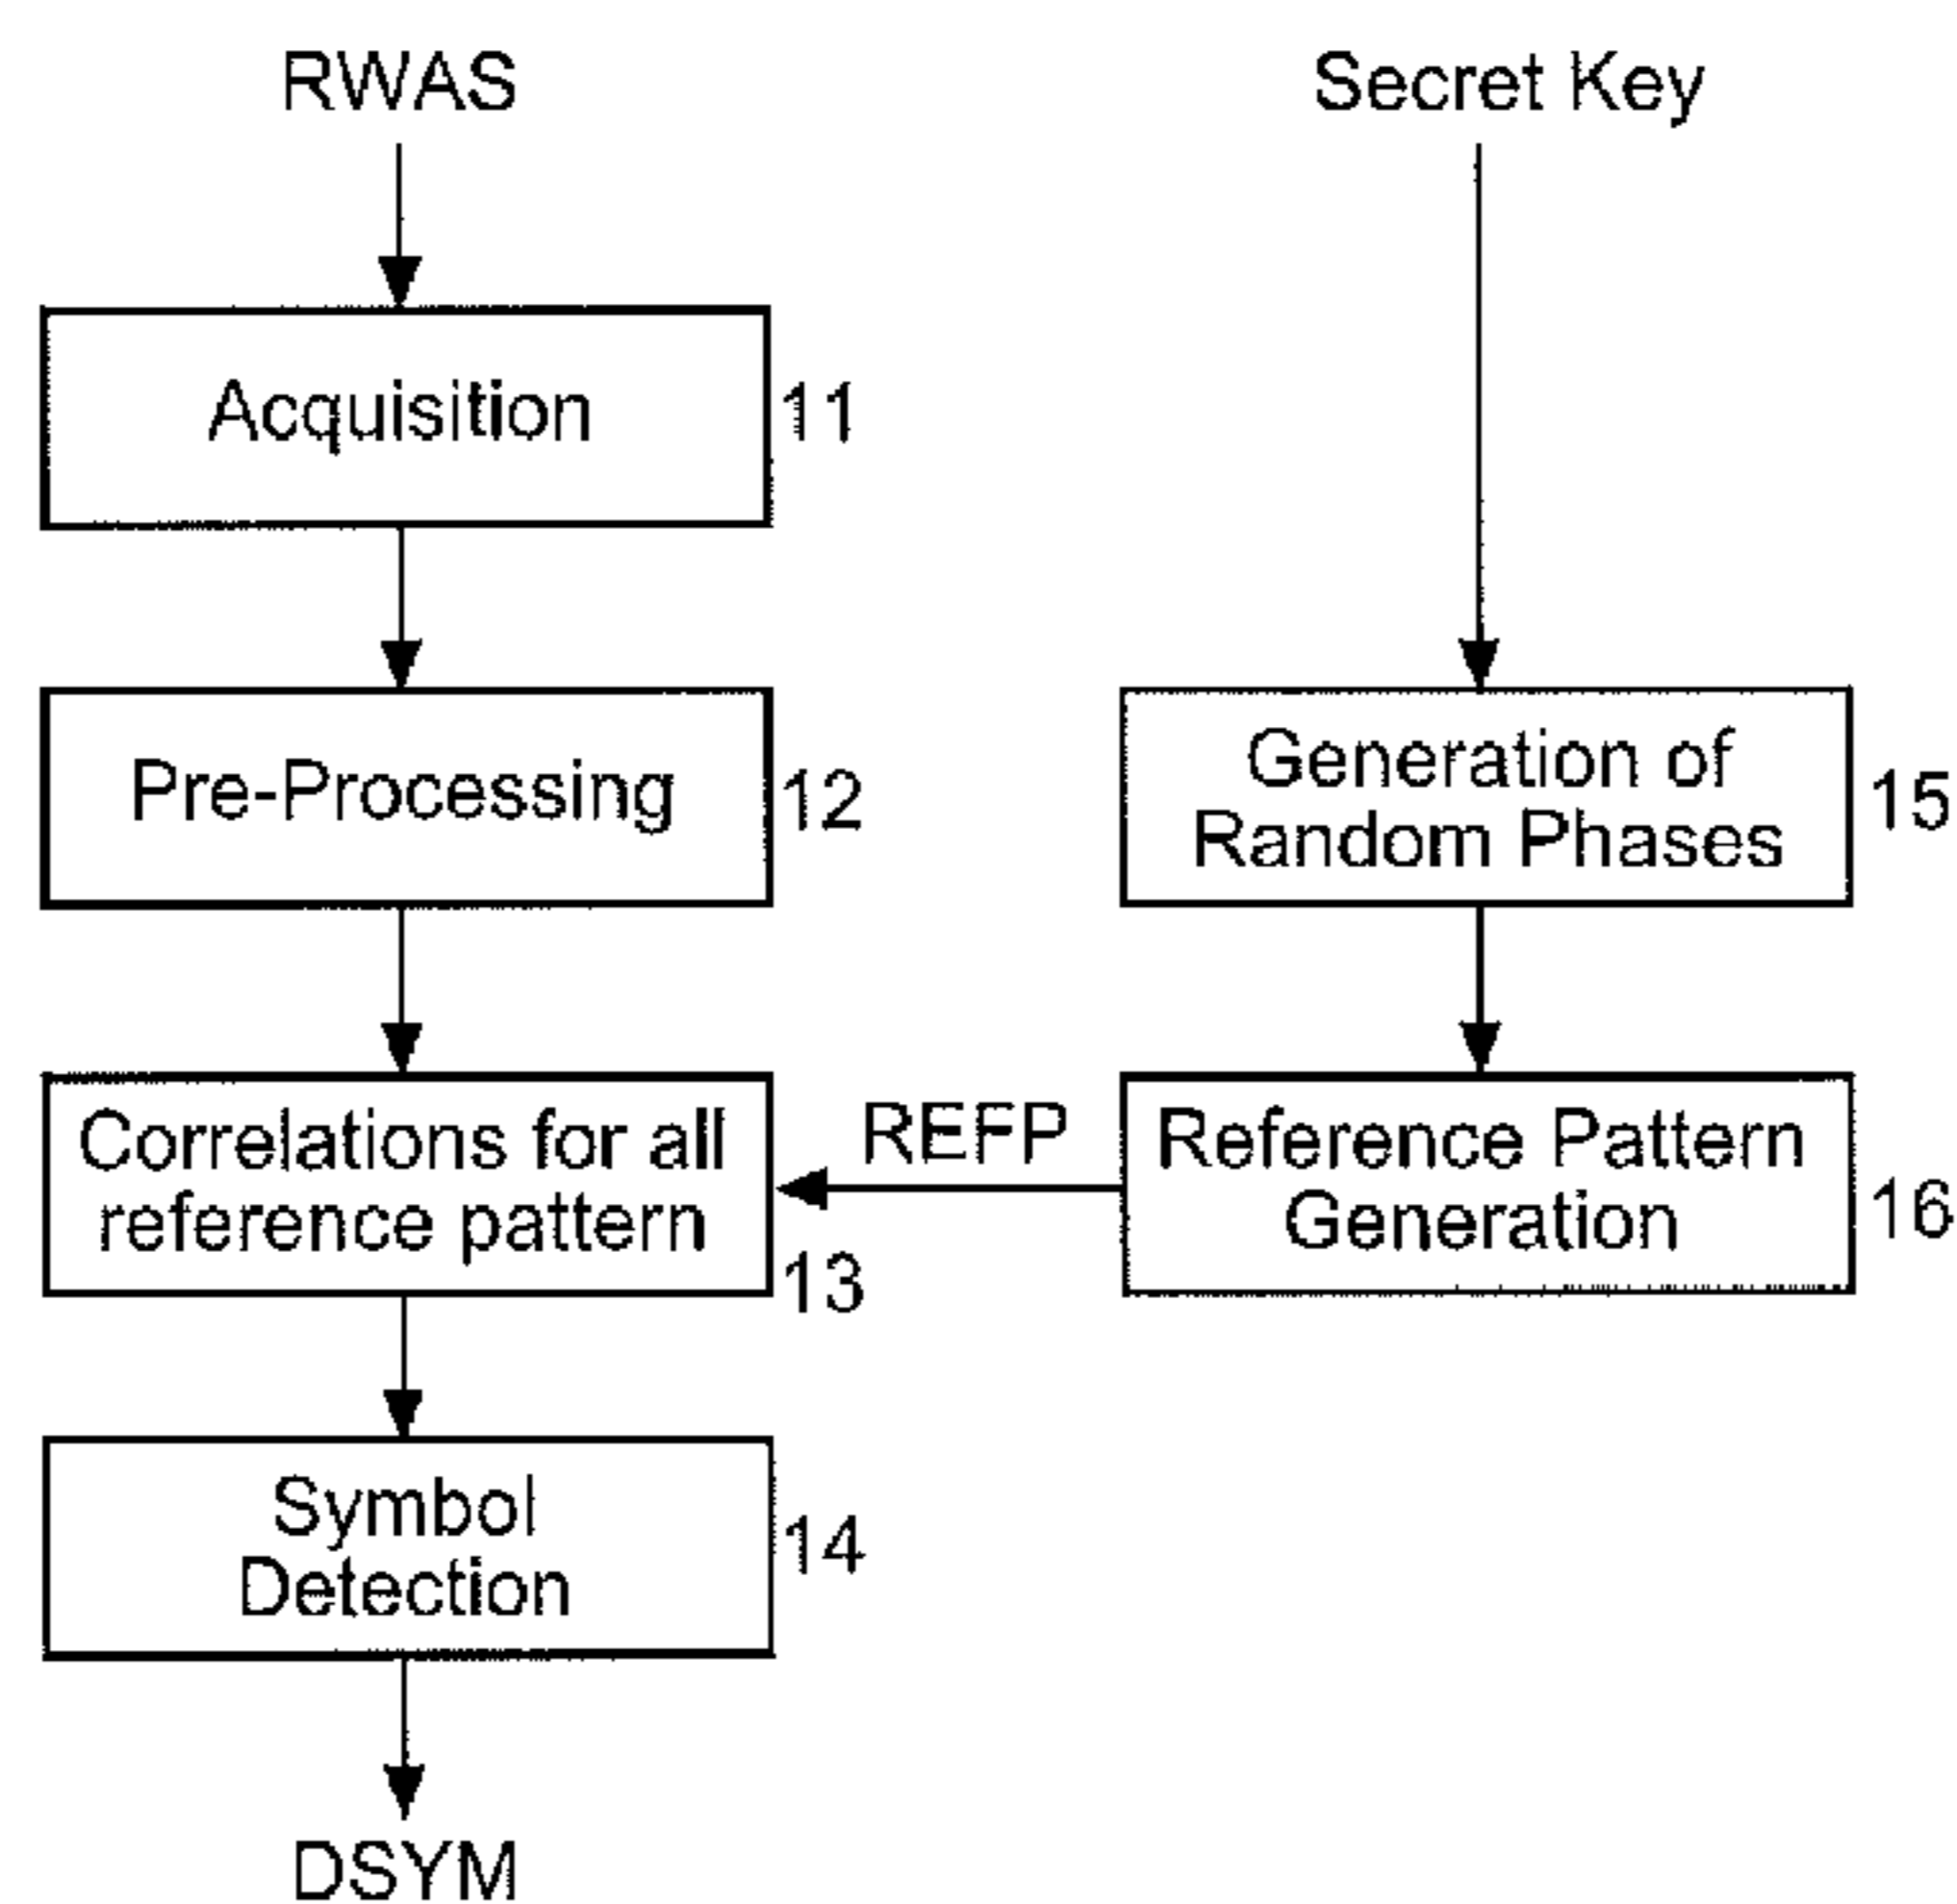 RWAS
Secret Key
Acquisition
11
Pre-Processing
12
Generation of
Random Phases
15
Correlations for all
reference pattern
13
REFP
Reference Pattern
Generation
16
Symbol
Detection
14
DSYM